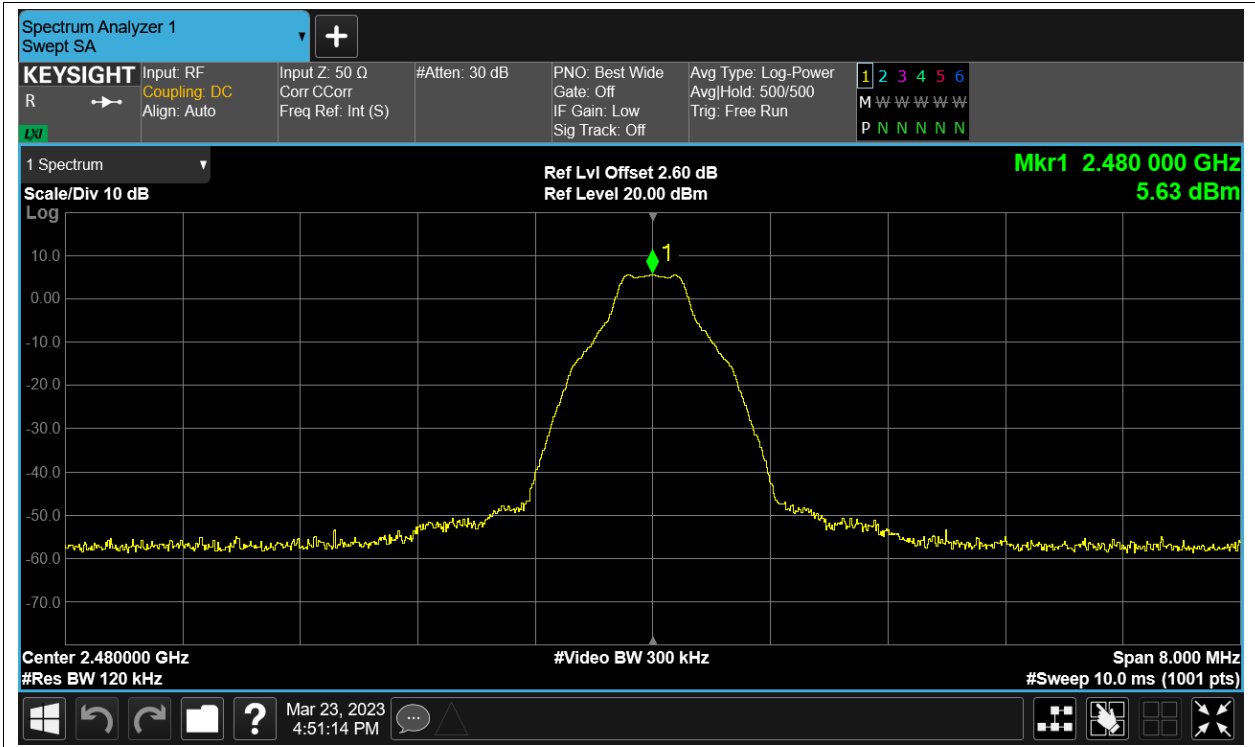 Spectrum Analyzer 1
Swept SA
KEYSIGHT
R
LXI
Input: RF
Coupling: DC
Align: Auto
Input Z: 50 Ω
Corr CCorr
Freq Ref: Int (S)
#Atten: 30 dB
PNO: Best Wide
Gate: Off
IF Gain: Low
Sig Track: Off
Avg Type: Log-Power
Avg|Hold: 500/500
Trig: Free Run
1 2 3 4 5 6
M W W W W W
P N N N N N
1 Spectrum
Scale/Div 10 dB
Log
Ref Lvl Offset 2.60 dB
Ref Level 20.00 dBm
Mkr1 2.480 000 GHz
5.63 dBm
1
10.0
0.00
-10.0
-20.0
-30.0
-40.0
-50.0
-60.0
-70.0
Center 2.480000 GHz
#Res BW 120 kHz
#Video BW 300 kHz
Span 8.000 MHz
#Sweep 10.0 ms (1001 pts)
?
Mar 23, 2023
4:51:14 PM